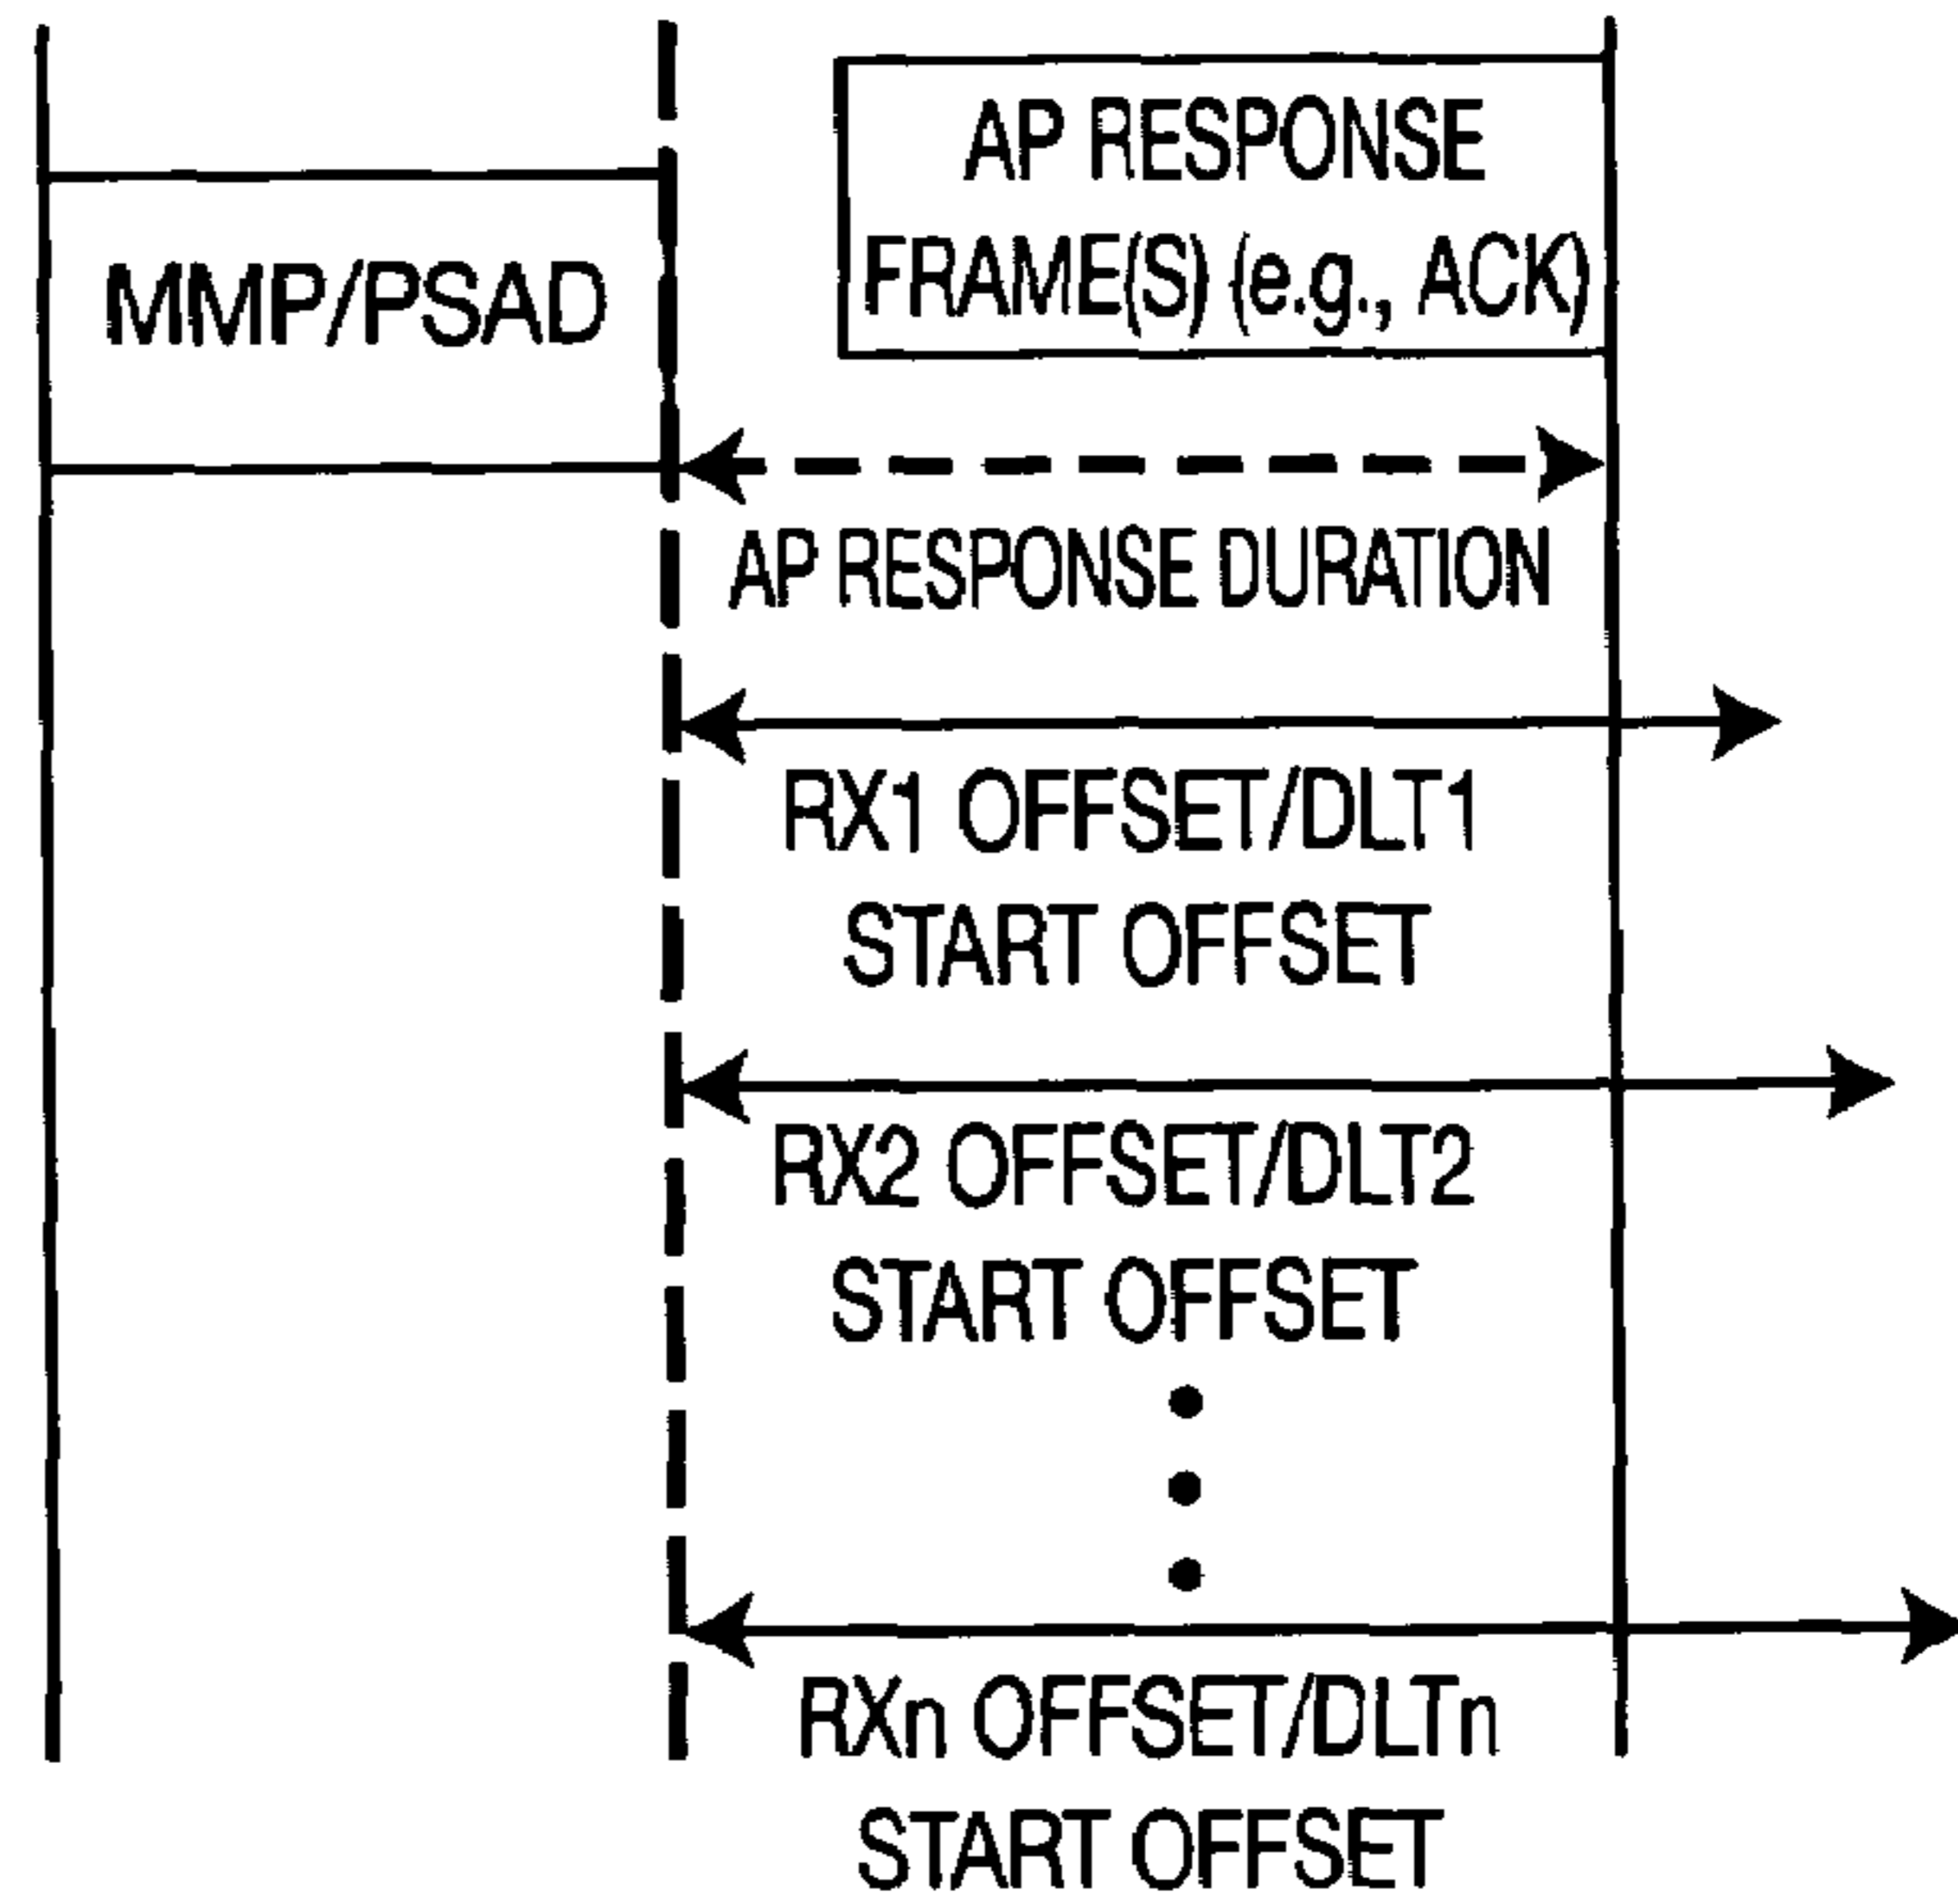 AP RESPONSE
FRAME(S) (e.g., ACK)
MMP/PSAD
AP RESPONSE DURATION
RX1 OFFSET/DLT1
START OFFSET
RX2 OFFSET/DLT2
START OFFSET
RXn OFFSET/DLTn
START OFFSET